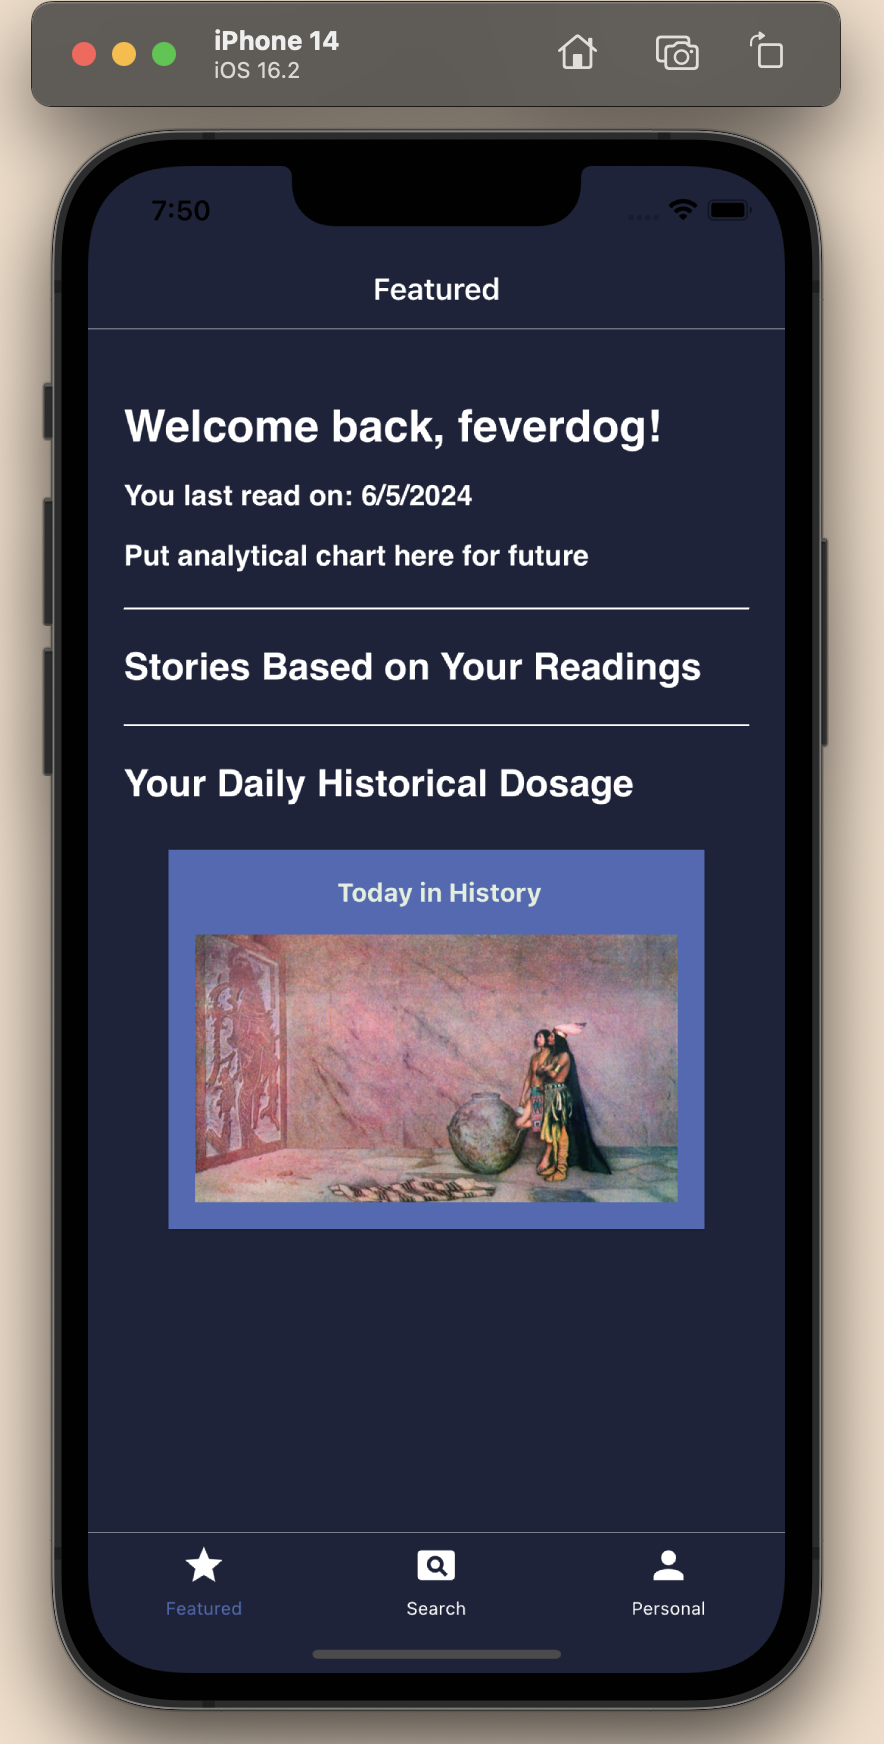 iPhone 14
iOS 16.2
7:50
Featured
Welcome back, feverdog!
You last read on: 6/5/2024
Put analytical chart here for future
Stories Based on Your Readings
Your Daily Historical Dosage
Today in History
Featured
Search
Personal